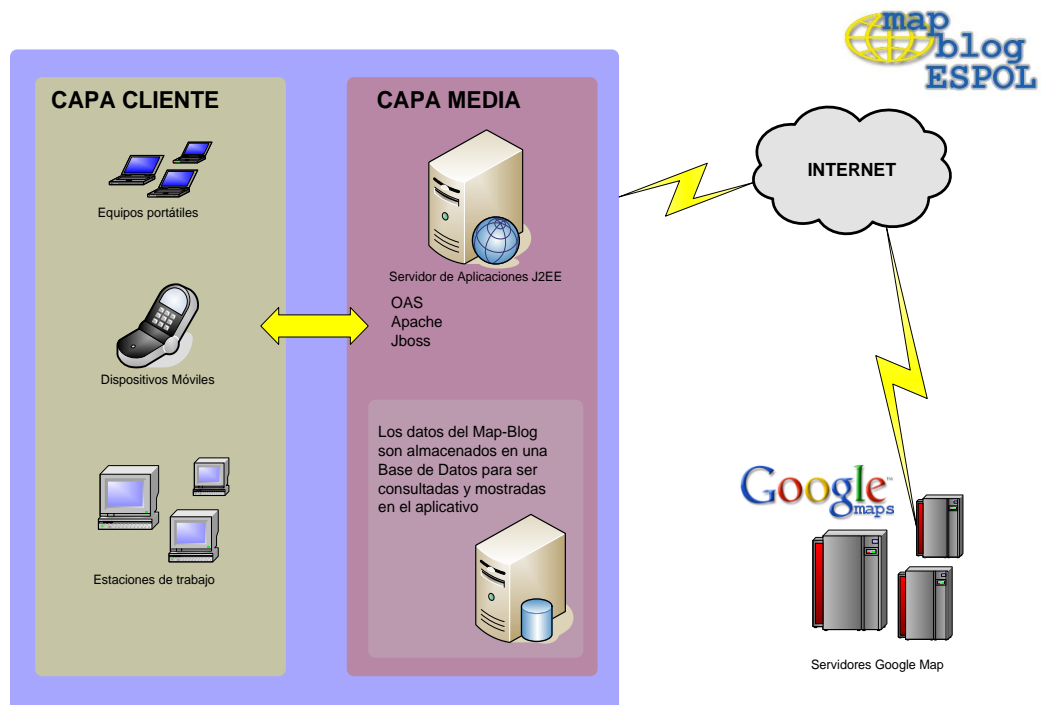 map
blog
ESPOL
CAPA CLIENTE
Equipos portátiles
Dispositivos Móviles
Estaciones de trabajo
CAPA MEDIA
Servidor de Aplicaciones J2EE
OAS
Apache
Jboss
Los datos del Map-Blog
son almacenados en una
Base de Datos para ser
consultadas y mostradas
en el aplicativo
INTERNET
Google™
maps
Servidores Google Map